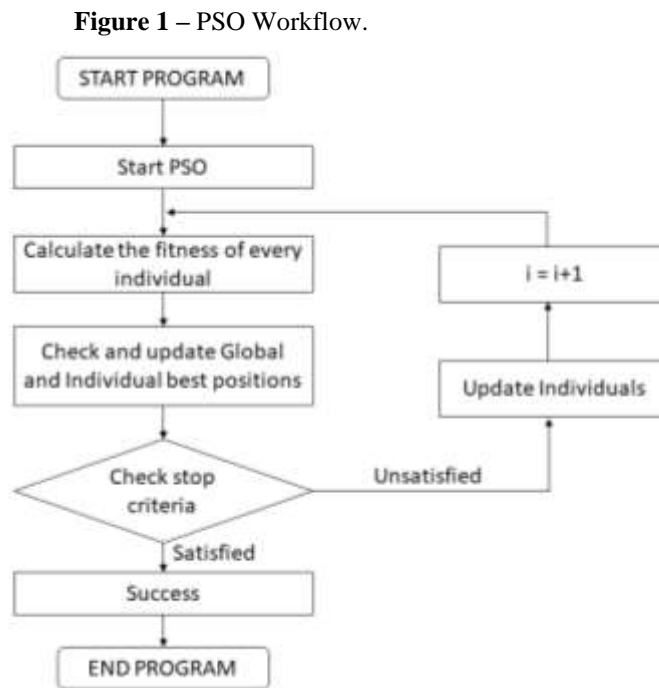 Figure 1 – PSO Workflow.
START PROGRAM
Start PSO
Calculate the fitness of every
individual
i = i+1
Check and update Global
and Individual best positions
Update Individuals
Check stop
criteria
Unsatisfied
Satisfied
Success
END PROGRAM